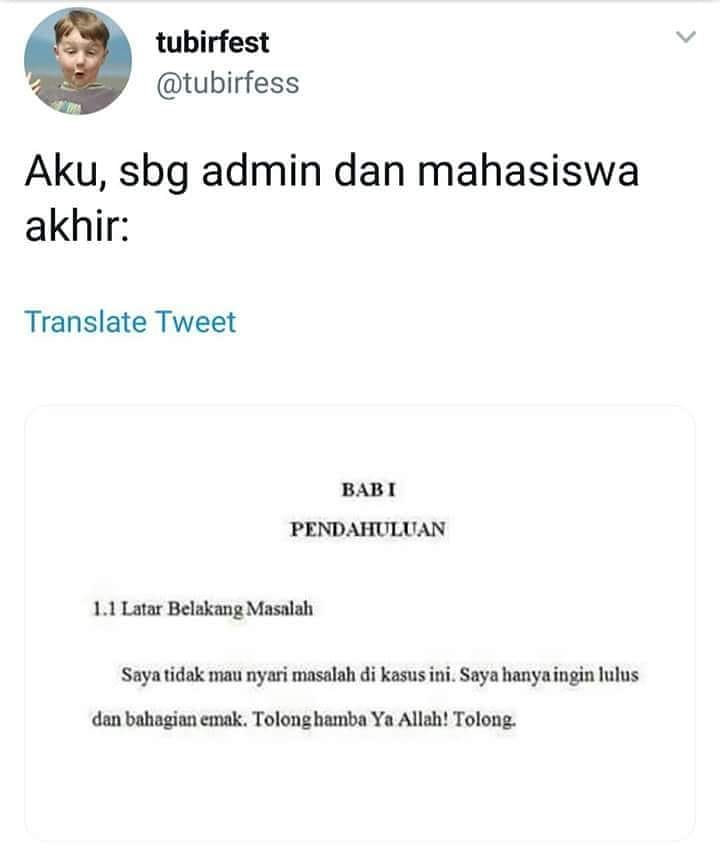 tubirfest
@tubirfess
Aku, sbg admin dan mahasiswa
akhir:
Translate Tweet
BAB I
PENDAHULUAN
1.1 Latar Belakang Masalah
Saya tidak mau nyari masalah di kasus ini. Saya hanya ingin lulus
dan bahagian emak. Tolong hamba Ya Allah! Tolong.